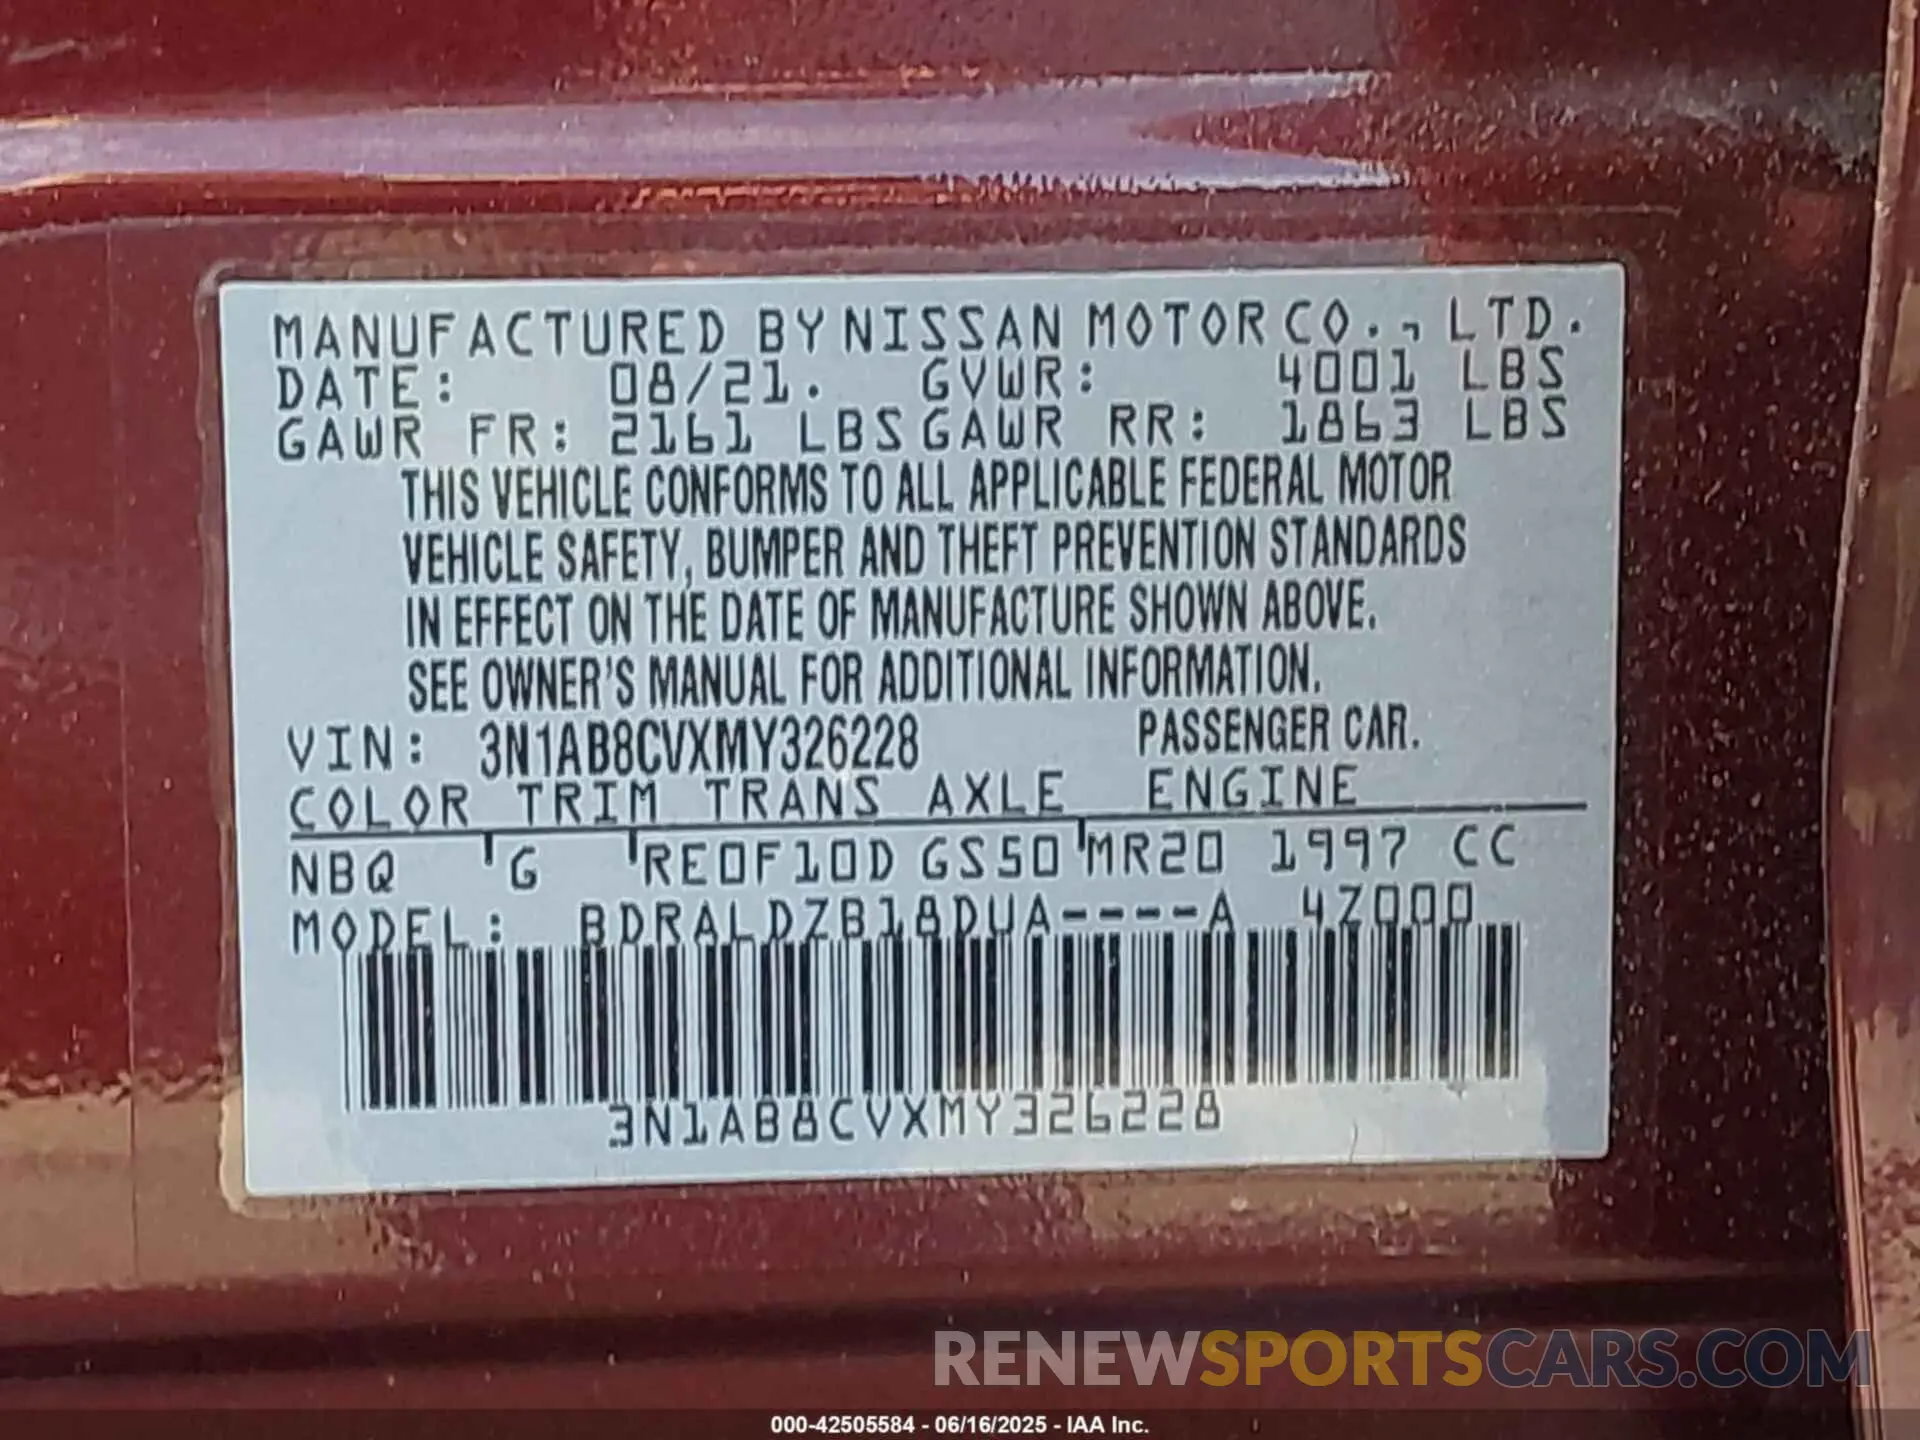 MANUFACTURED BY NISSAN MOTOR CO., LTD.
DATE: 08/21. GVWR: 4001 LBS
GAWR FR: 2161 LBS GAWR RR: 1863 LBS
THIS VEHICLE CONFORMS TO ALL APPLICABLE FEDERAL MOTOR
VEHICLE SAFETY, BUMPER AND THEFT PREVENTION STANDARDS
IN EFFECT ON THE DATE OF MANUFACTURE SHOWN ABOVE.
SEE OWNER'S MANUAL FOR ADDITIONAL INFORMATION.
VIN: 3N1AB8CVXMY326228 PASSENGER CAR.
COLOR TRIM TRANS AXLE ENGINE
NBQ G RE0F10D GS50 MR20 1997 CC
MODEL: BDRALDZB18DUA----A 4Z000
3N1AB8CVXMY326228
RENEWSPORTSCARS.COM
000-42505584 - 06/16/2025 - IAA Inc.